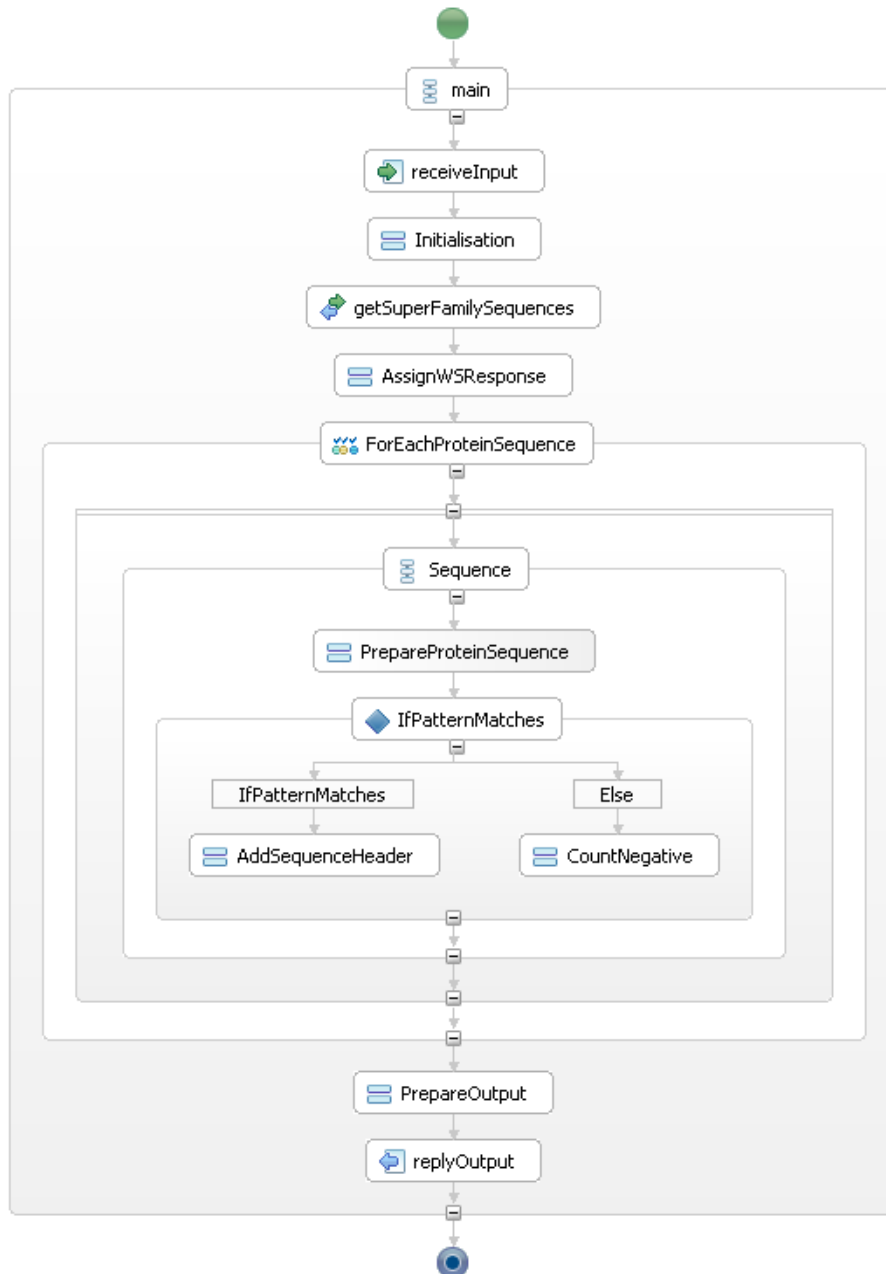 main
receiveInput
Initialisation
getSuperFamilySequences
AssignWSResponse
ForEachProteinSequence
Sequence
PrepareProteinSequence
IfPatternMatches
IfPatternMatches
Else
AddSequenceHeader
CountNegative
PrepareOutput
replyOutput